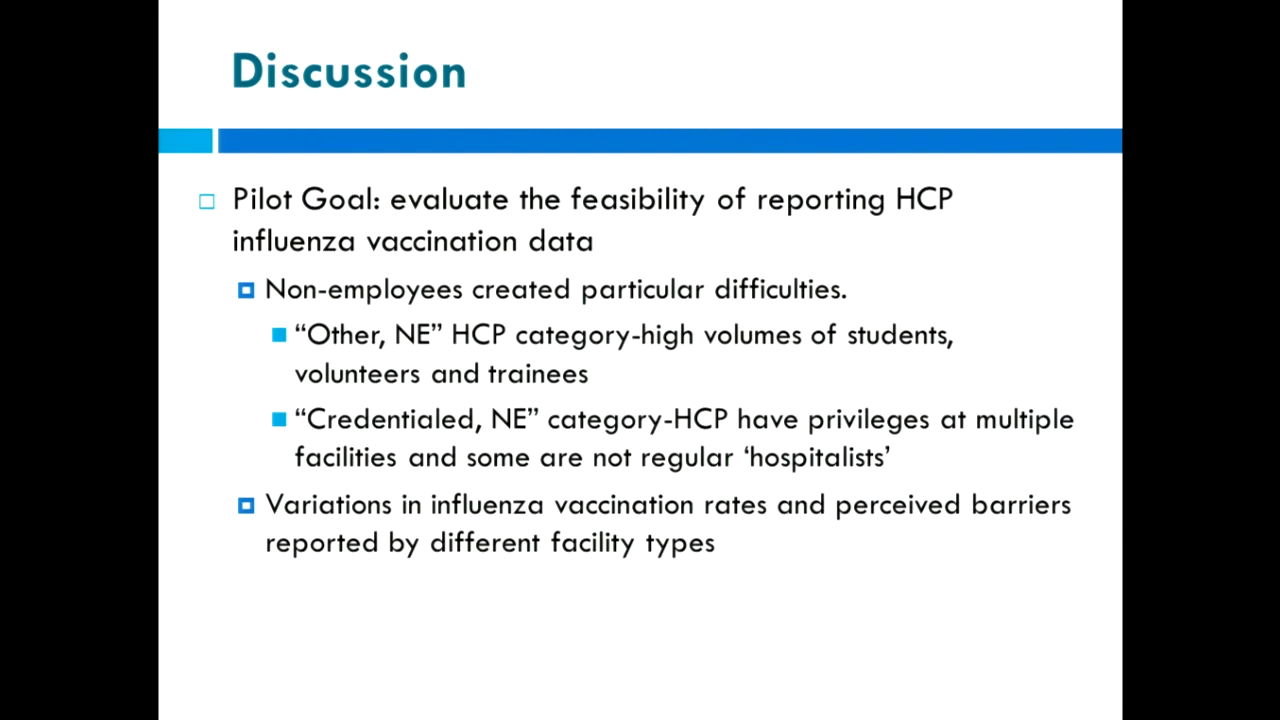 Discussion
Pilot Goal: evaluate the feasibility of reporting HCP
influenza vaccination data
Non-employees created particular difficulties.
“Other, NE” HCP category-high volumes of students,
volunteers and trainees
“Credentialed, NE” category-HCP have privileges at multiple
facilities and some are not regular ‘hospitalists’
Variations in influenza vaccination rates and perceived barriers
reported by different facility types